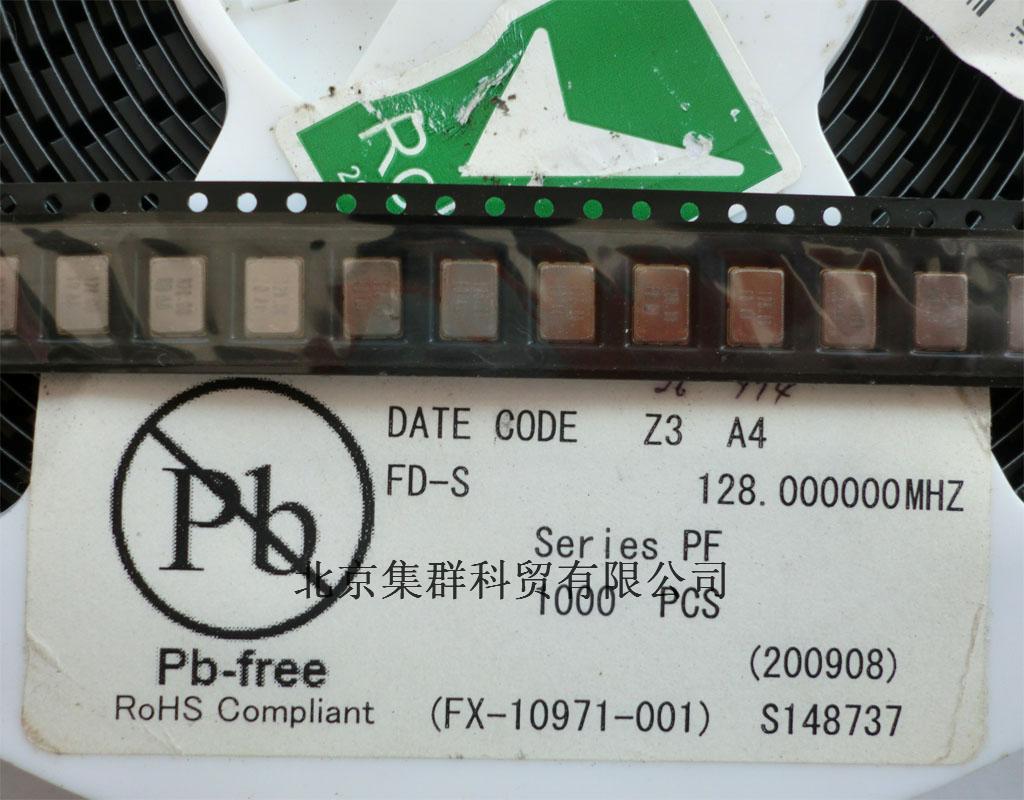 DATE CODE Z3 A4
FD-S 128.000000MHZ
Series PF
北京集群科贸有限公司
1000 PCS
Pb
Pb-free
(200908)
RoHS Compliant (FX-10971-001) S148737